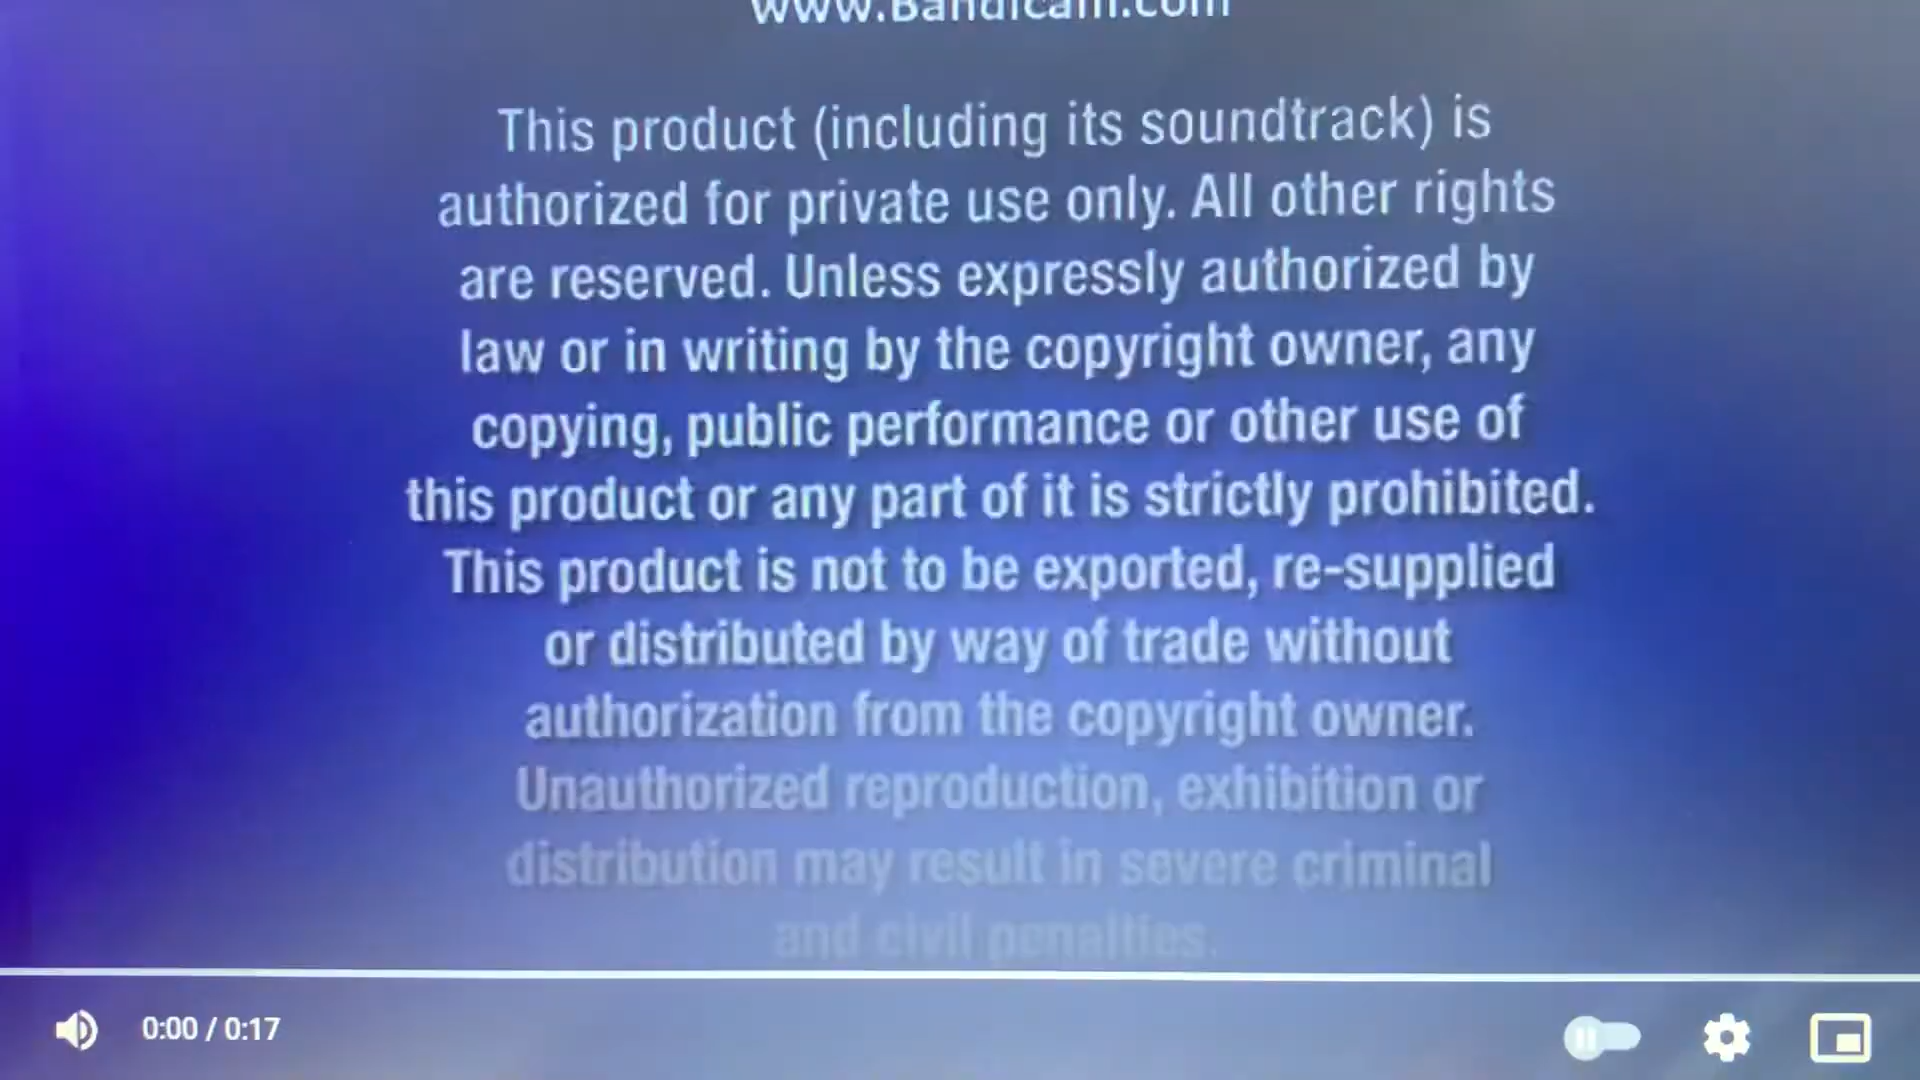 www.Bandicam.com
This product (including its soundtrack) is
authorized for private use only. All other rights
are reserved. Unless expressly authorized by
law or in writing by the copyright owner, any
copying, public performance or other use of
this product or any part of it is strictly prohibited.
This product is not to be exported, re-supplied
or distributed by way of trade without
authorization from the copyright owner.
Unauthorized reproduction, exhibition or
distribution may result in severe criminal
and civil penalties.
0:00 / 0:17